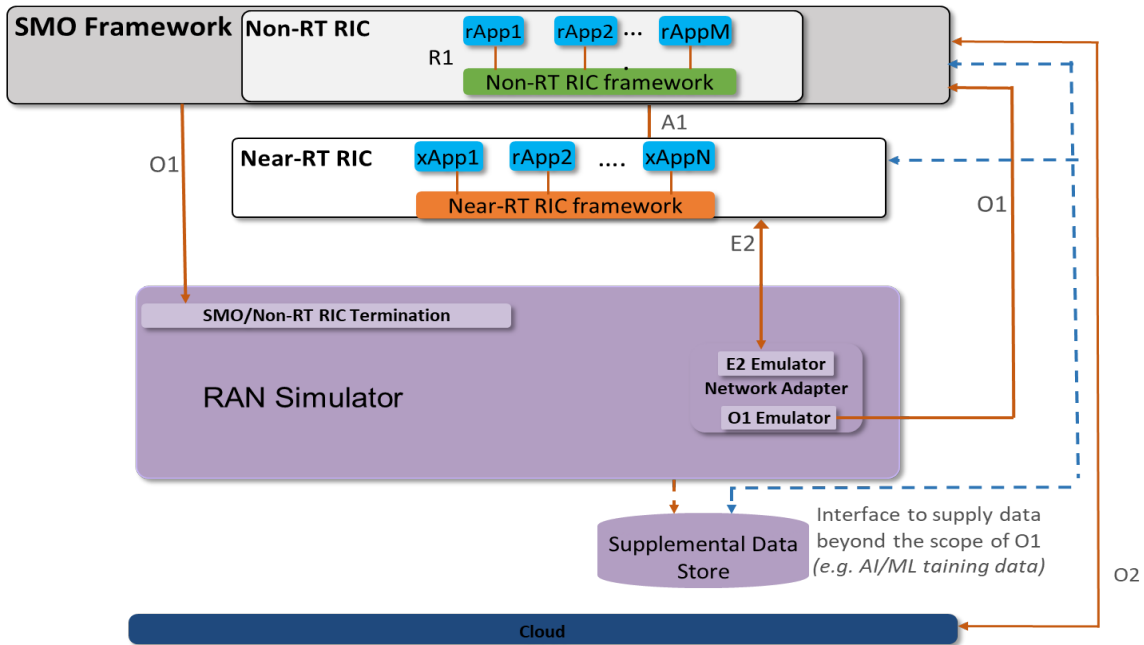 SMO Framework
Non-RT RIC
rApp1
rApp2
...
rAppM
R1
.
Non-RT RIC framework
A1
O1
Near-RT RIC
xApp1
rApp2
....
xAppN
Near-RT RIC framework
O1
E2
SMO/Non-RT RIC Termination
E2 Emulator
Network Adapter
RAN Simulator
O1 Emulator
Interface to supply data
beyond the scope of O1
(e.g. AI/ML taining data)
Supplemental Data
Store
O2
Cloud